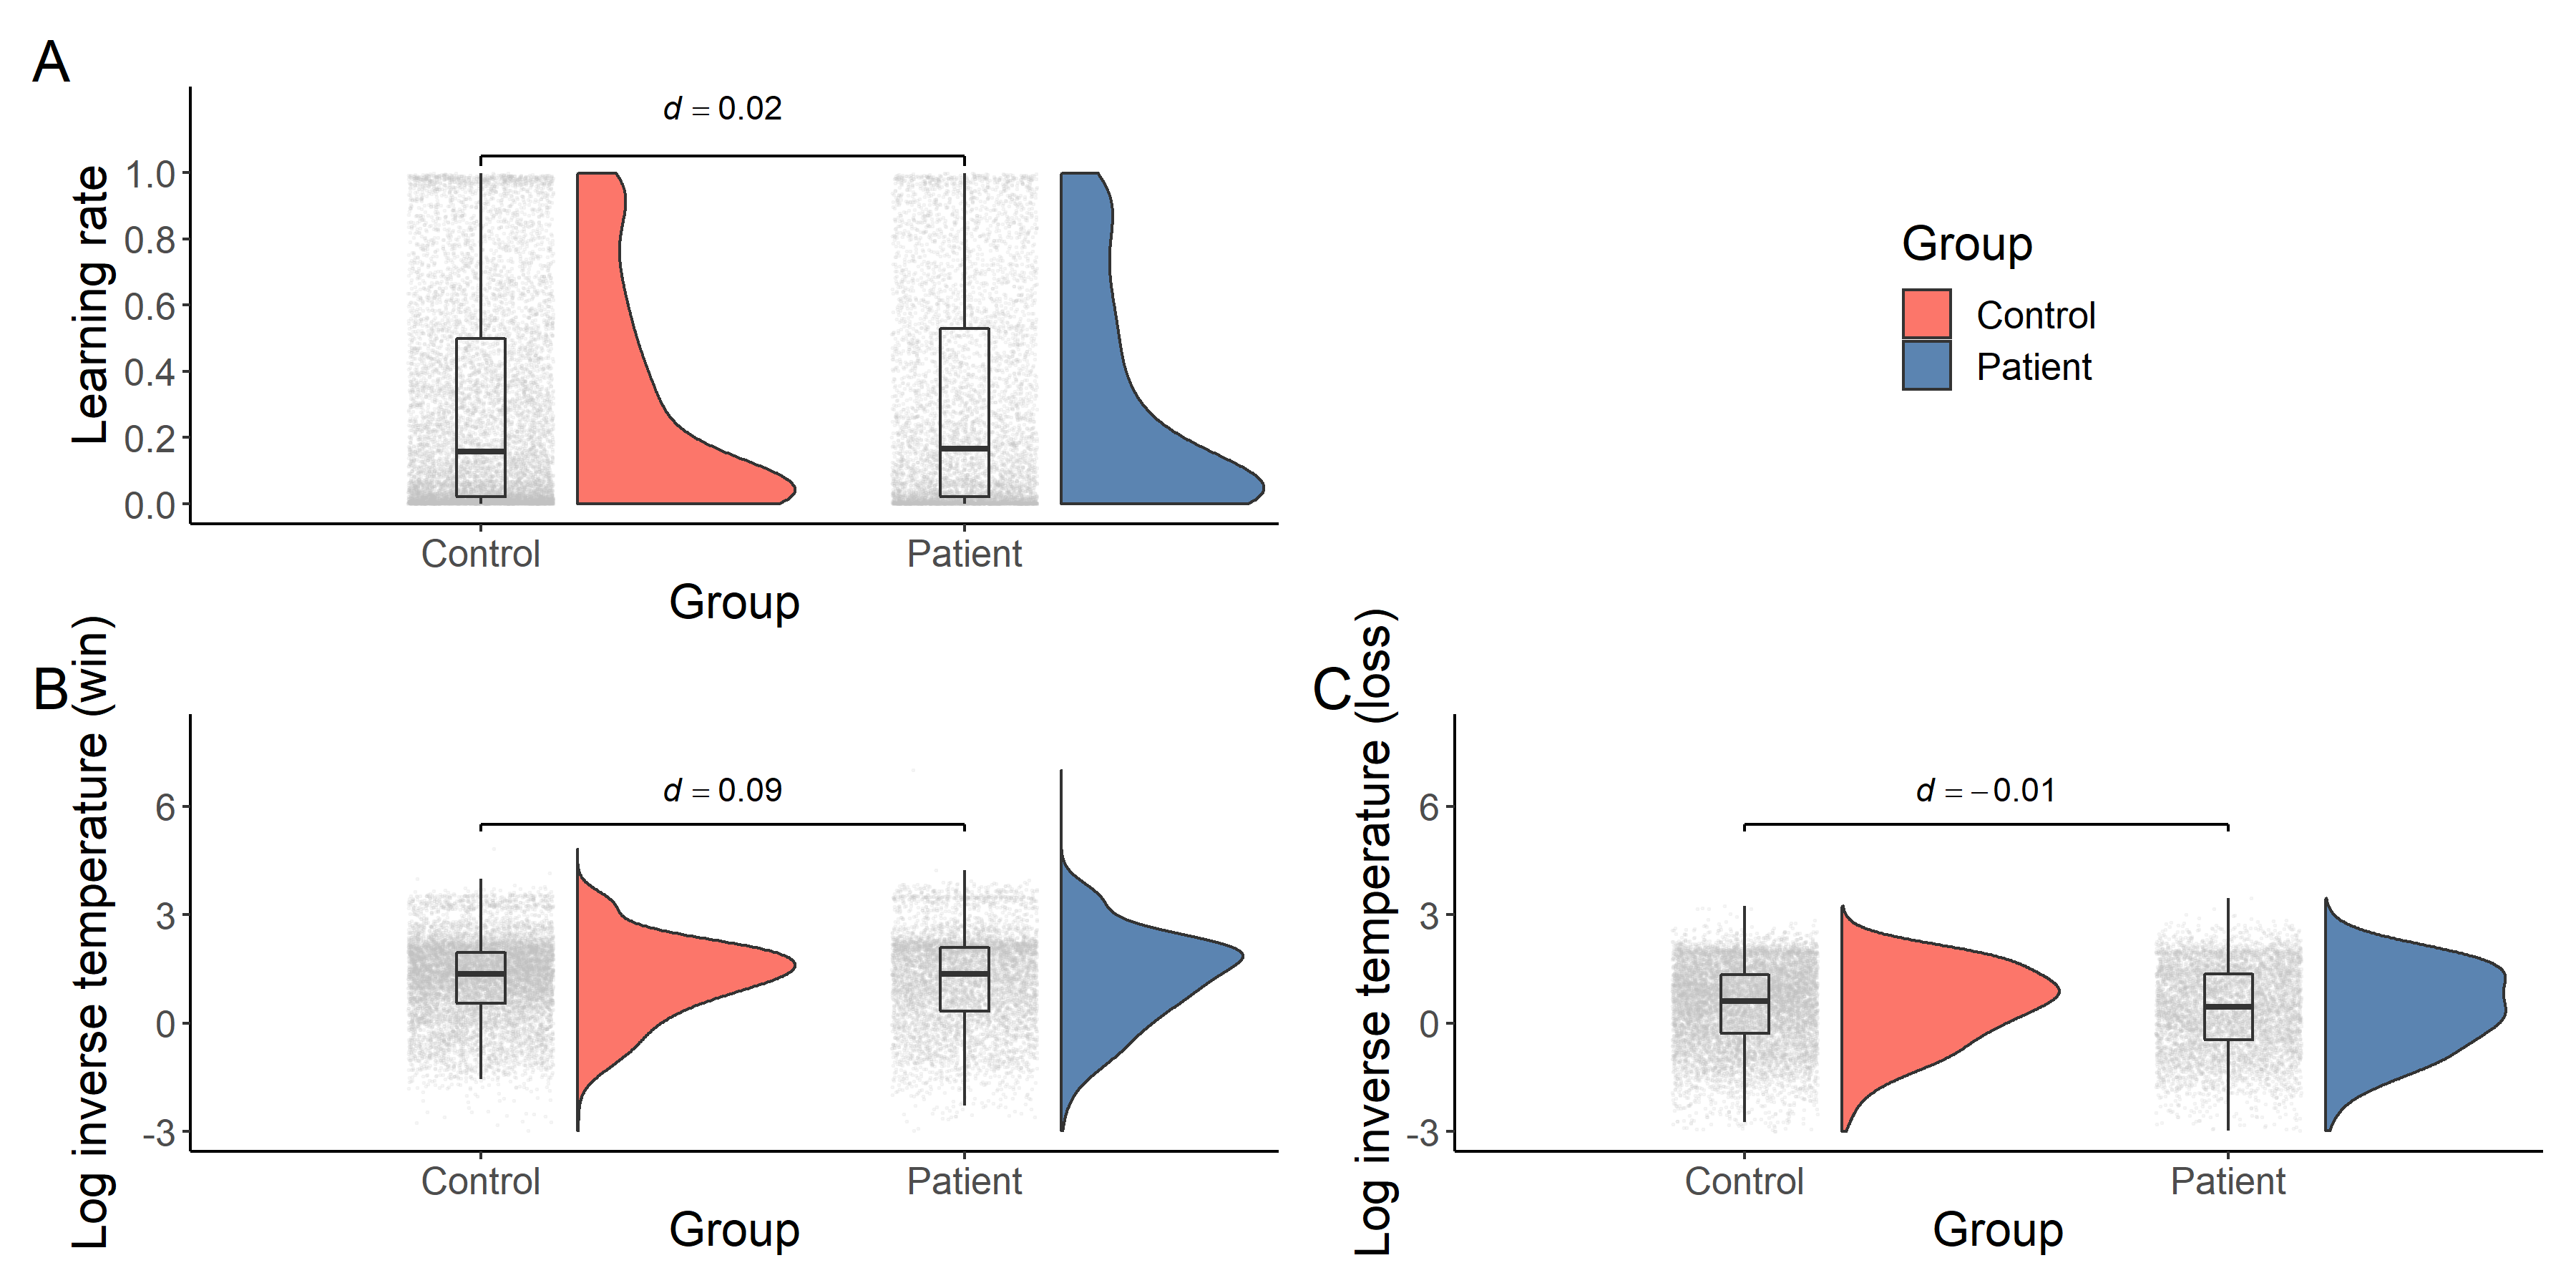 A
d = 0.02
Learning rate
1.0
0.8
0.6
0.4
0.2
0.0
Control
Patient
Group
Group
Control
Patient
B
Log inverse temperature (win)
d = 0.09
6
3
0
-3
Control
Patient
Group
C
Log inverse temperature (loss)
d = −0.01
6
3
0
-3
Control
Patient
Group